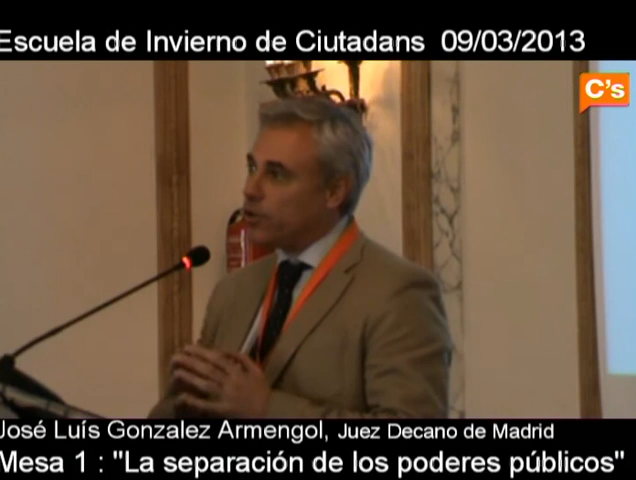 Escuela de Invierno de Ciutadans 09/03/2013
C's
José Luís Gonzalez Armengol, Juez Decano de Madrid
Mesa 1 : "La separación de los poderes públicos"